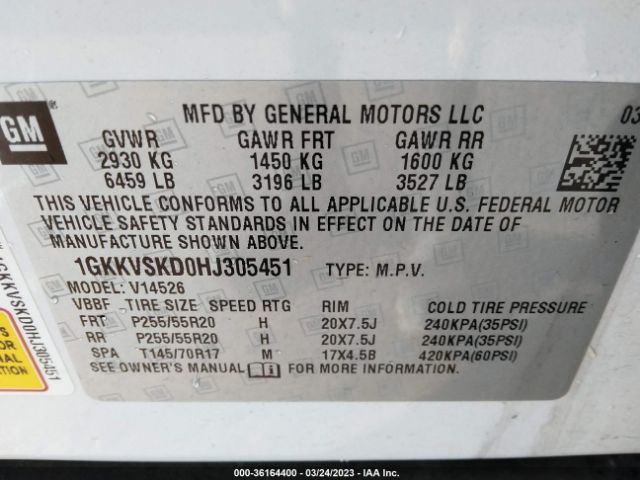 GM
MFD BY GENERAL MOTORS LLC 03
GVWR GAWR FRT GAWR RR
2930 KG 1450 KG 1600 KG
6459 LB 3196 LB 3527 LB
THIS VEHICLE CONFORMS TO ALL APPLICABLE U.S. FEDERAL MOTOR
VEHICLE SAFETY STANDARDS IN EFFECT ON THE DATE OF
MANUFACTURE SHOWN ABOVE.
1GKKVSKD0HJ305451 TYPE: M.P.V.
MODEL: V14526
VBBF TIRE SIZE SPEED RTG RIM COLD TIRE PRESSURE
FRT P255/55R20 H 20X7.5J 240KPA(35PSI)
RR P255/55R20 H 20X7.5J 240KPA(35PSI)
SPA T145/70R17 M 17X4.5B 420KPA(60PSI)
SEE OWNER'S MANUAL FOR MORE INFORMATION.
1GKKVSKD0HJ305451
000-36164400 - 03/24/2023 - IAA Inc.